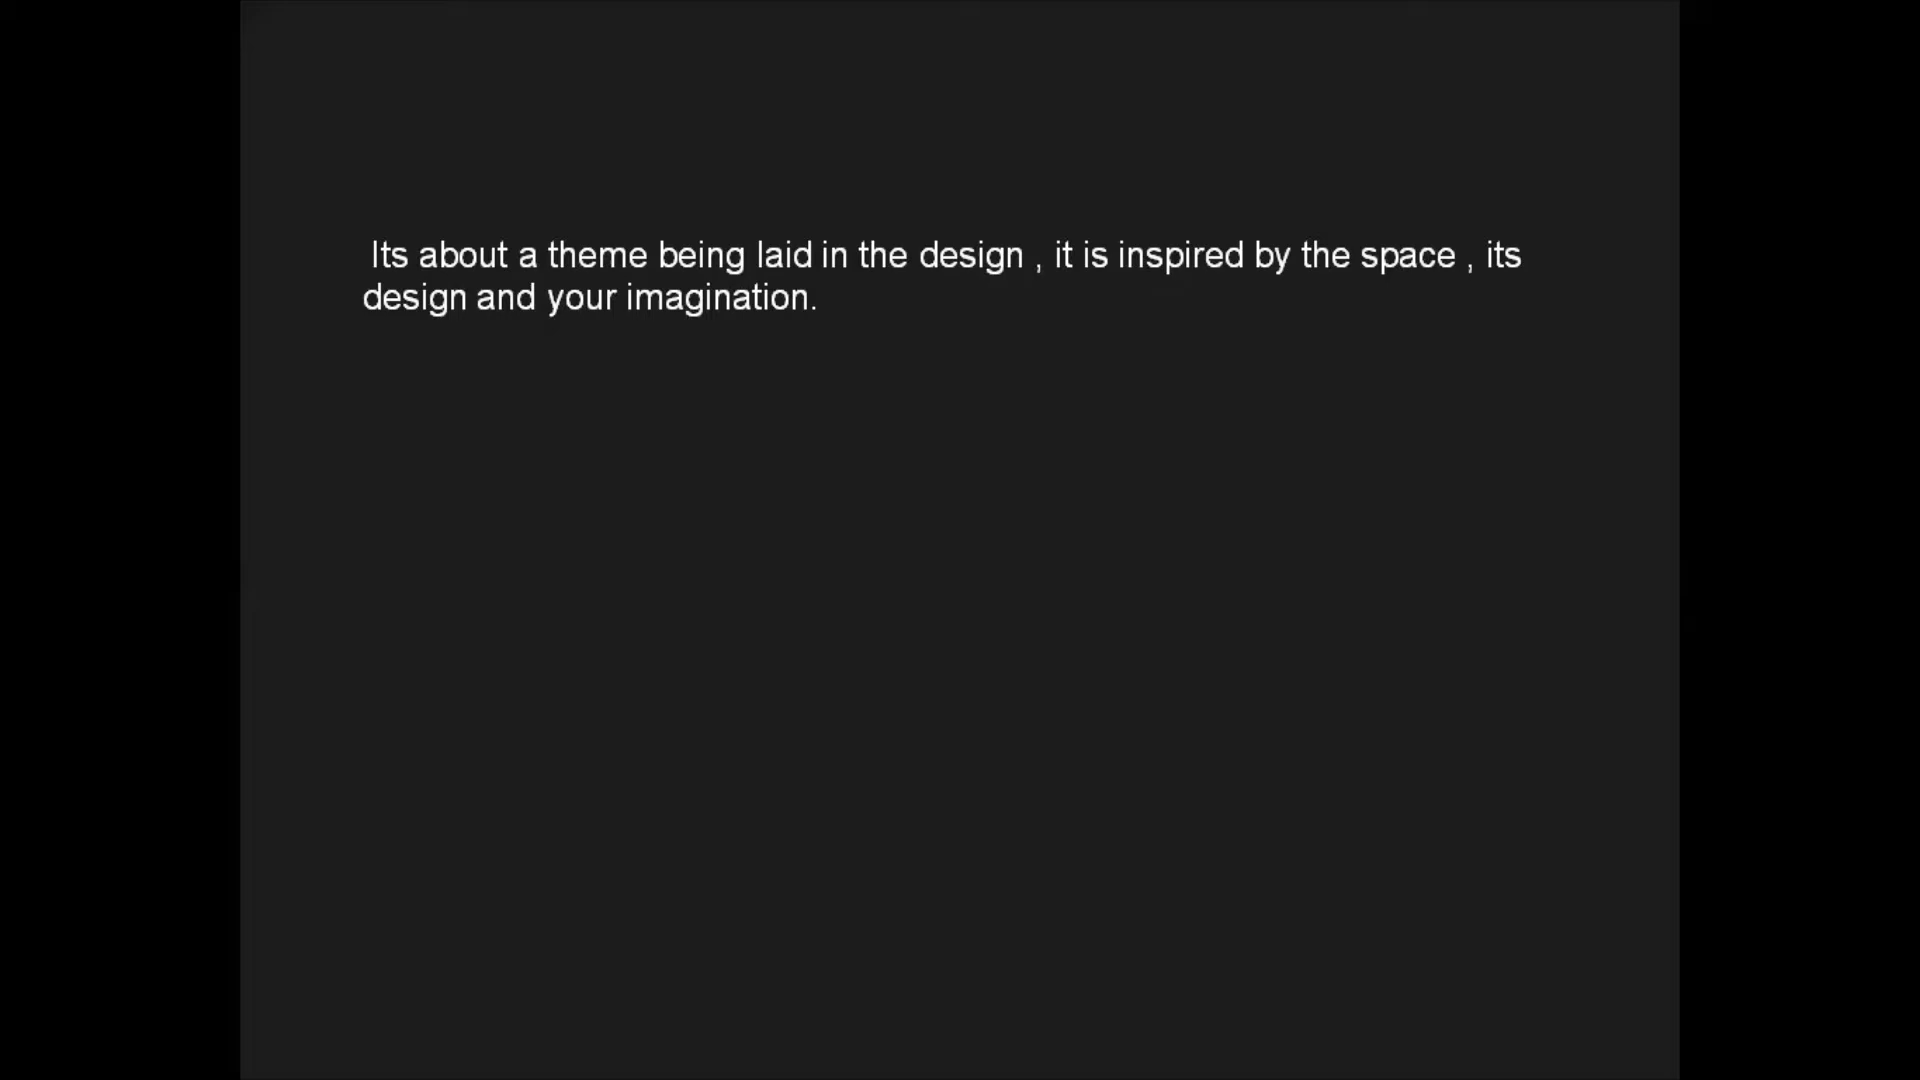 Its about a theme being laid in the design , it is inspired by the space , its
design and your imagination.